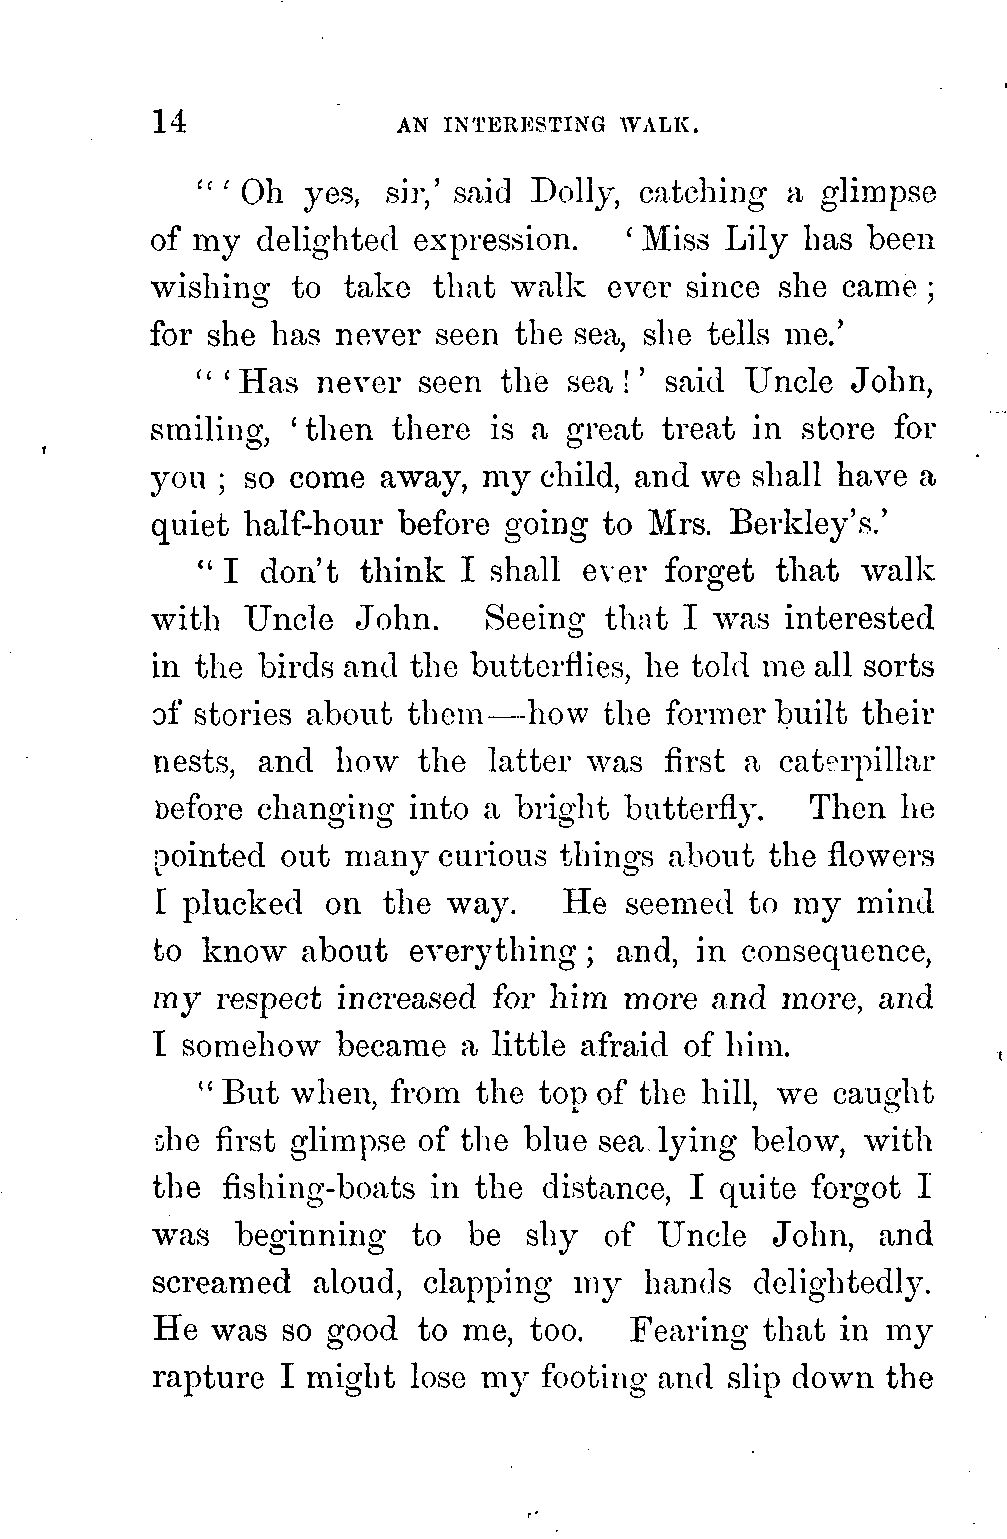 14 AN INTERESTING WALK.
"'Oh yes, sir,' said Dolly, catching a glimpse
of my delighted expression. 'Miss Lily has been
wishing to take that walk ever since she came;
for she has never seen the sea, she tells me.'
"'Has never seen the sea!' said Uncle John,
smiling, 'then there is a great treat in store for
you; so come away, my child, and we shall have a
quiet half-hour before going to Mrs. Berkley's.'
"I don't think I shall ever forget that walk
with Uncle John. Seeing that I was interested
in the birds and the butterflies, he told me all sorts
of stories about them—how the former built their
nests, and how the latter was first a caterpillar
before changing into a bright butterfly. Then he
pointed out many curious things about the flowers
I plucked on the way. He seemed to my mind
to know about everything; and, in consequence,
my respect increased for him more and more, and
I somehow became a little afraid of him.
"But when, from the top of the hill, we caught
the first glimpse of the blue sea lying below, with
the fishing-boats in the distance, I quite forgot I
was beginning to be shy of Uncle John, and
screamed aloud, clapping my hands delightedly.
He was so good to me, too. Fearing that in my
rapture I might lose my footing and slip down the